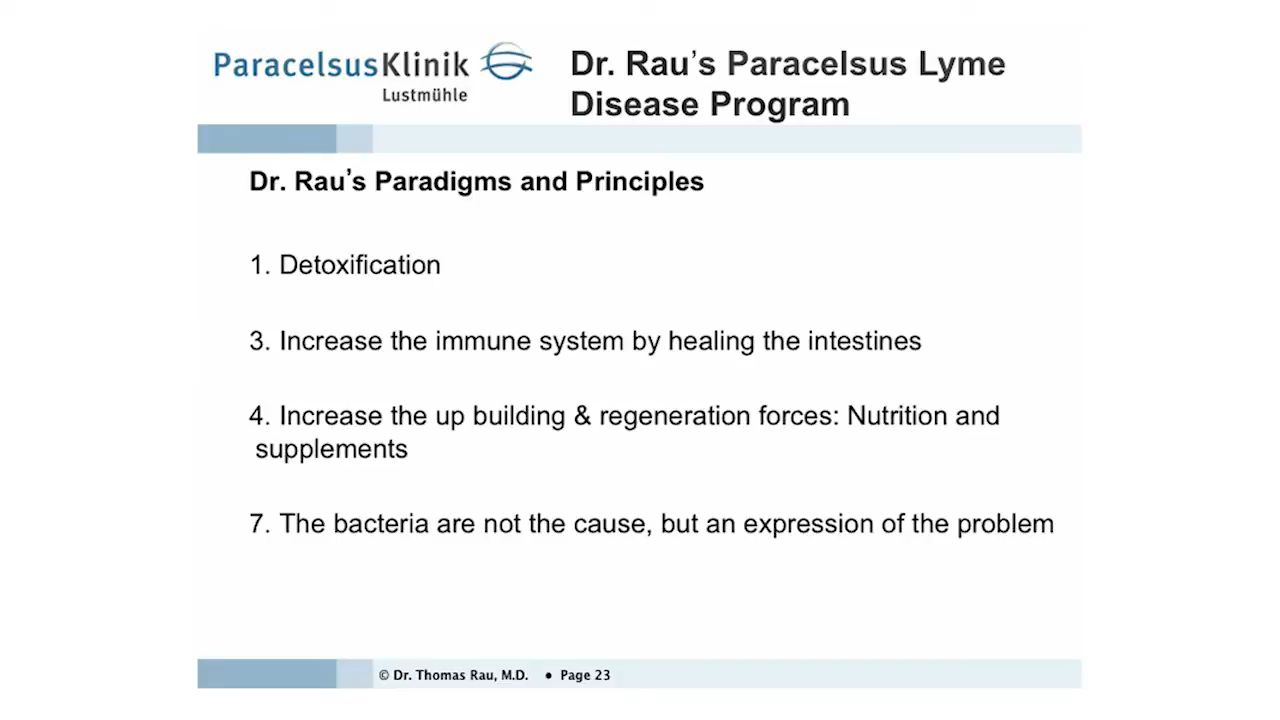 ParacelsusKlinik
Lustmühle
Dr. Rau’s Paracelsus Lyme
Disease Program
Dr. Rau’s Paradigms and Principles
1. Detoxification
3. Increase the immune system by healing the intestines
4. Increase the up building & regeneration forces: Nutrition and
supplements
7. The bacteria are not the cause, but an expression of the problem
© Dr. Thomas Rau, M.D. ● Page 23